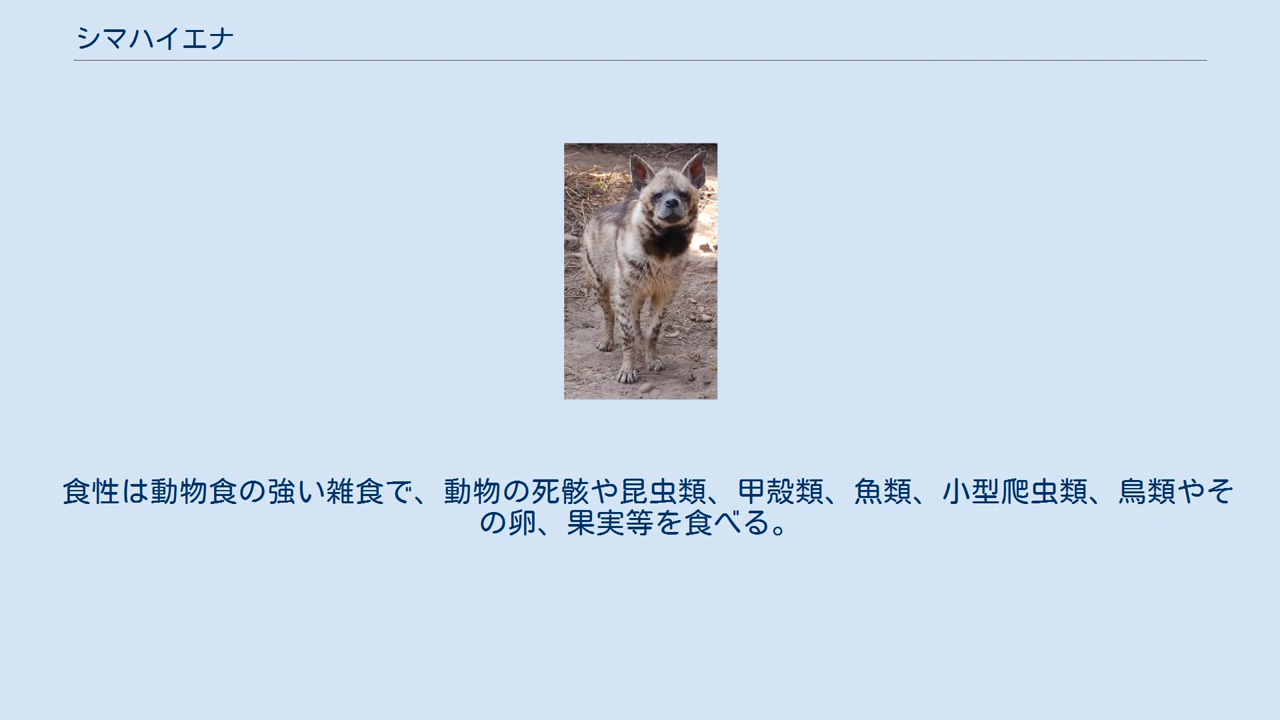 シマハイエナ
食性は動物食の強い雑食で、動物の死骸や昆虫類、甲殻類、魚類、小型爬虫類、鳥類やそ
の卵、果実等を食べる。